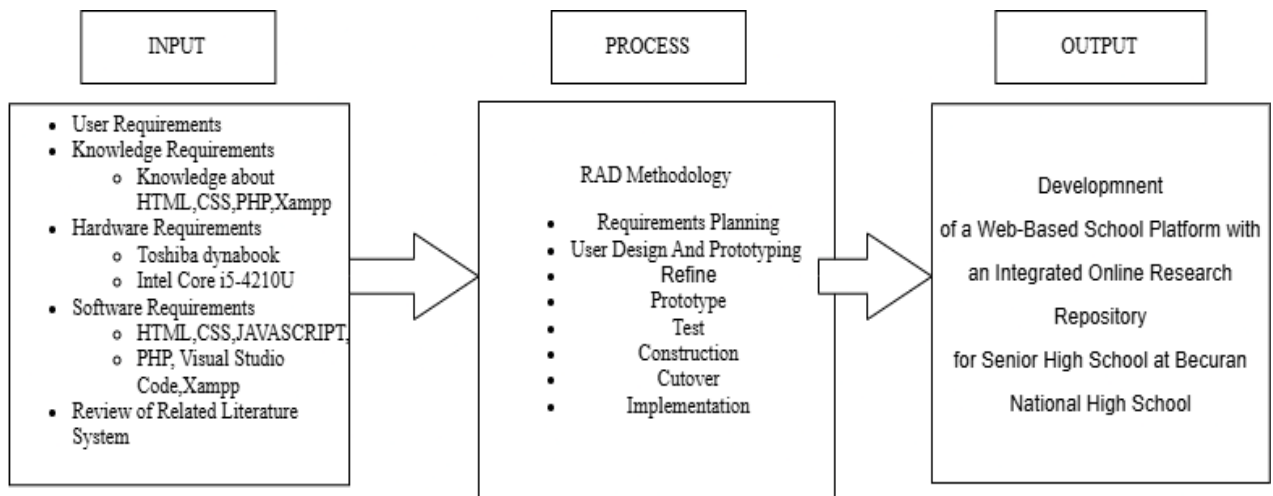 INPUT
PROCESS
OUTPUT
• User Requirements
• Knowledge Requirements
o Knowledge about
HTML,CSS,PHP,Xampp
• Hardware Requirements
o Toshiba dynabook
o Intel Core i5-4210U
• Software Requirements
o HTML,CSS,JAVASCRIPT,
o PHP, Visual Studio
Code,Xampp
• Review of Related Literature
System
RAD Methodology
• Requirements Planning
• User Design And Prototyping
• Refine
• Prototype
• Test
• Construction
• Cutover
• Implementation
Developmnent
of a Web-Based School Platform with
an Integrated Online Research
Repository
for Senior High School at Becuran
National High School